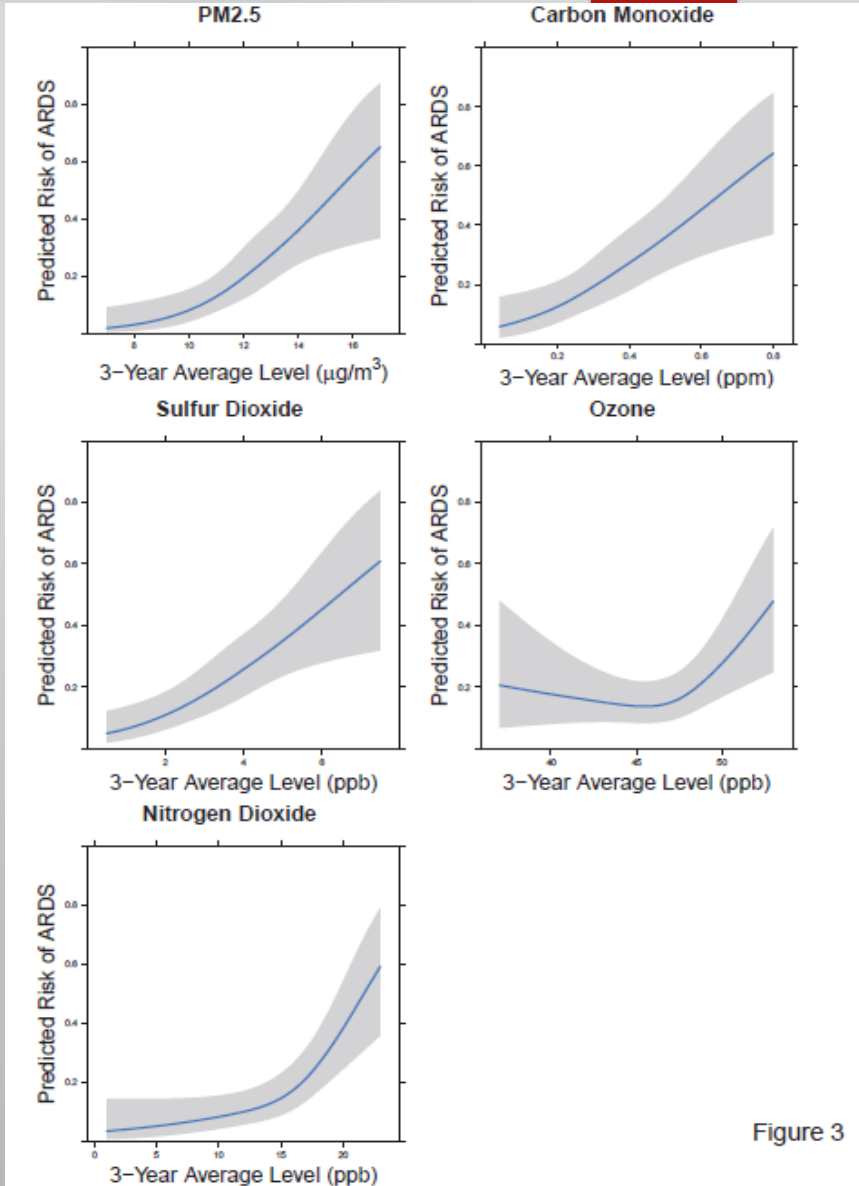 PM2.5
Carbon Monoxide
Predicted Risk of ARDS
0.8
0.6
0.4
0.2
8 10 12 14 16
3−Year Average Level (μg/m³)
Predicted Risk of ARDS
0.8
0.6
0.4
0.2
0.2 0.4 0.6 0.8
3−Year Average Level (ppm)
Sulfur Dioxide
Ozone
Predicted Risk of ARDS
0.8
0.6
0.4
0.2
2 4 6
3−Year Average Level (ppb)
Predicted Risk of ARDS
0.8
0.6
0.4
0.2
40 45 50
3−Year Average Level (ppb)
Nitrogen Dioxide
Predicted Risk of ARDS
0.8
0.6
0.4
0.2
0 5 10 15 20
3−Year Average Level (ppb)
Figure 3